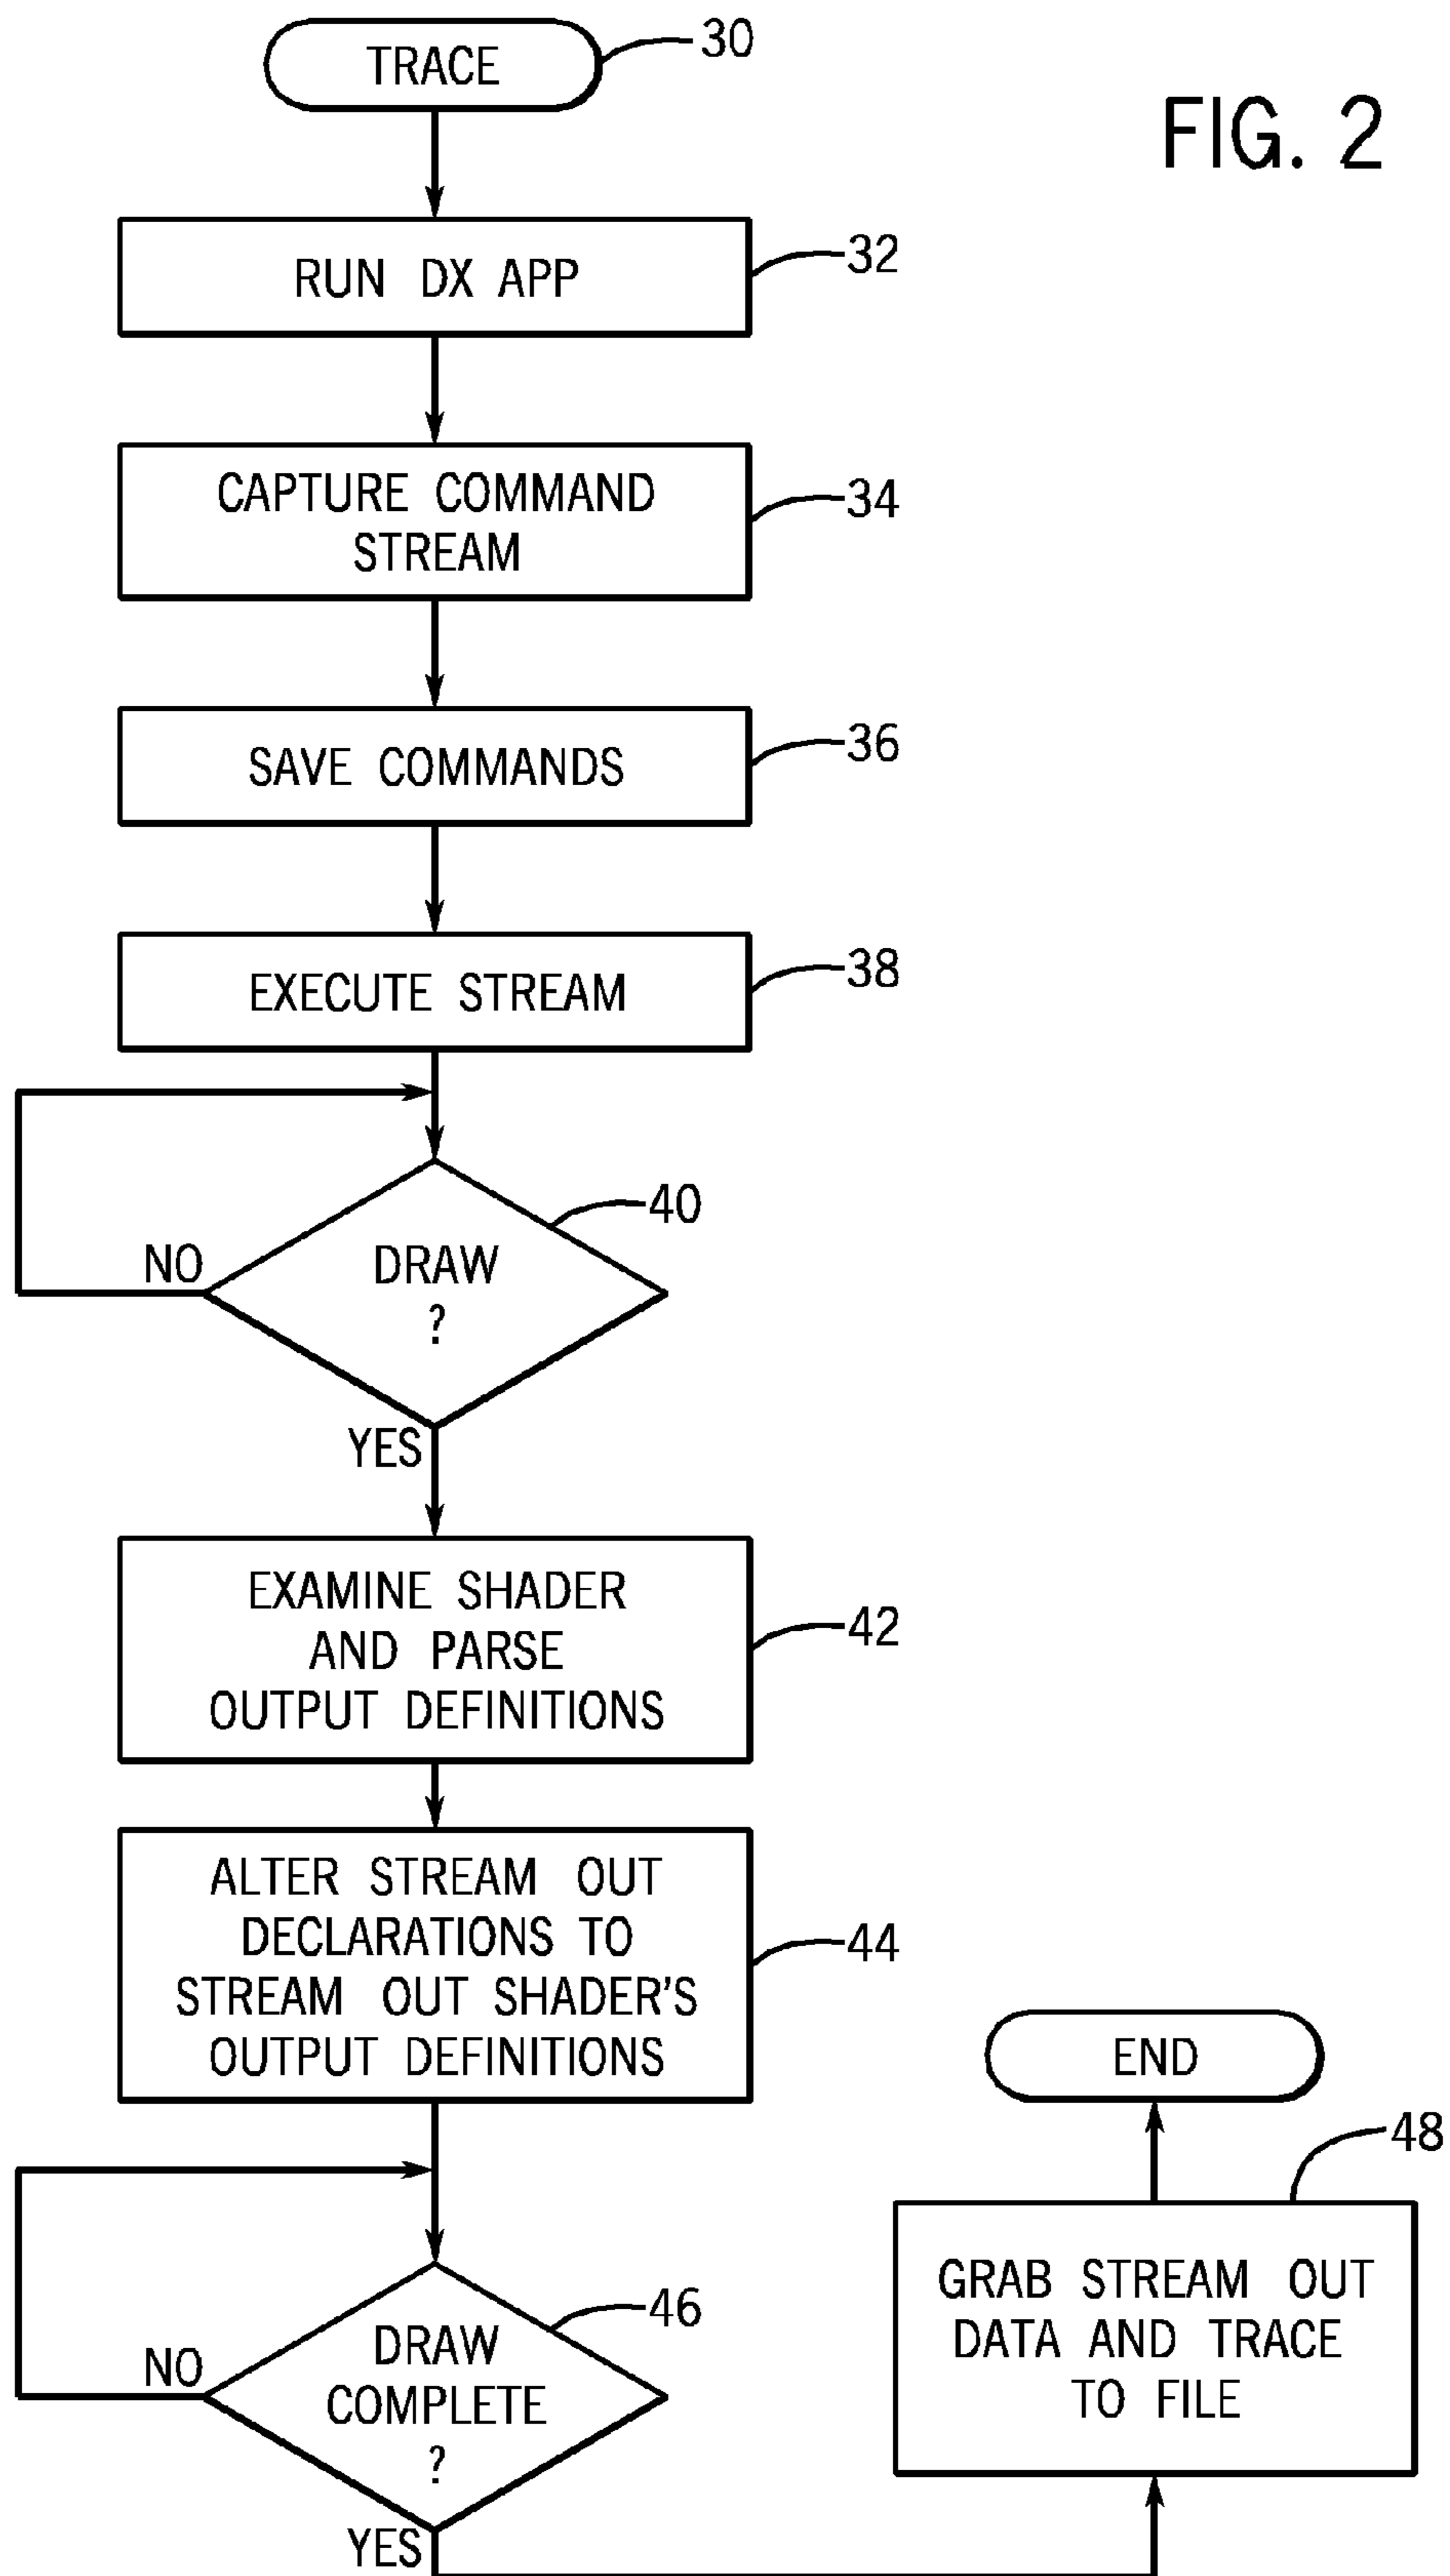 TRACE
30
FIG. 2
RUN DX APP
32
CAPTURE COMMAND
STREAM
34
SAVE COMMANDS
36
EXECUTE STREAM
38
DRAW
?
40
NO
YES
EXAMINE SHADER
AND PARSE
OUTPUT DEFINITIONS
42
ALTER STREAM OUT
DECLARATIONS TO
STREAM OUT SHADER'S
OUTPUT DEFINITIONS
44
DRAW
COMPLETE
?
46
NO
YES
GRAB STREAM OUT
DATA AND TRACE
TO FILE
48
END